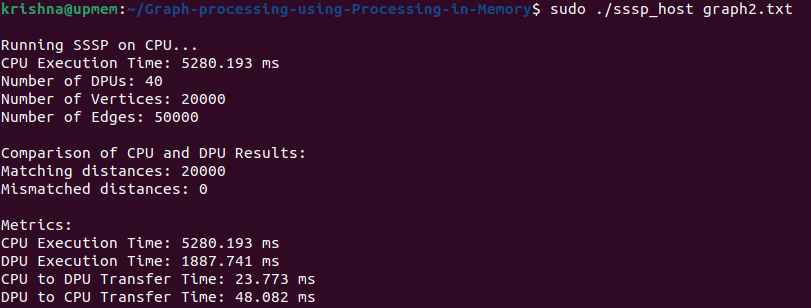 krishna@upmem:~/Graph-processing-using-Processing-in-Memory$ sudo ./sssp_host graph2.txt
Running SSSP on CPU...
CPU Execution Time: 5280.193 ms
Number of DPUs: 40
Number of Vertices: 20000
Number of Edges: 50000
Comparison of CPU and DPU Results:
Matching distances: 20000
Mismatched distances: 0
Metrics:
CPU Execution Time: 5280.193 ms
DPU Execution Time: 1887.741 ms
CPU to DPU Transfer Time: 23.773 ms
DPU to CPU Transfer Time: 48.082 ms